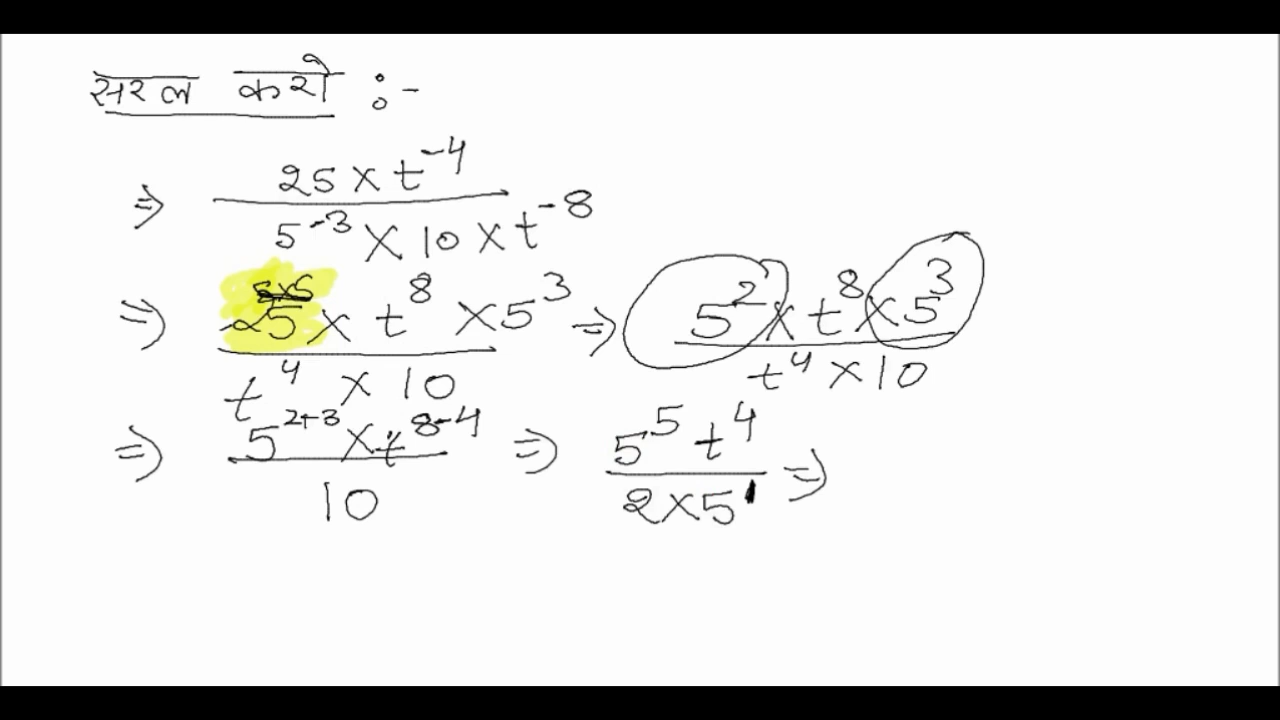 सरल करो :-
⇒ 25 × t⁻⁴ / 5⁻³ × 10 × t⁻⁸
⇒ 5×5 25 × t⁸ × 5³ / t⁴ × 10 ⇒ 5² × t⁸ × 5³ / t⁴ × 10
⇒ 5²⁺³ × t⁸⁻⁴ / 10 ⇒ 5⁵ t⁴ / 2 × 5¹ ⇒